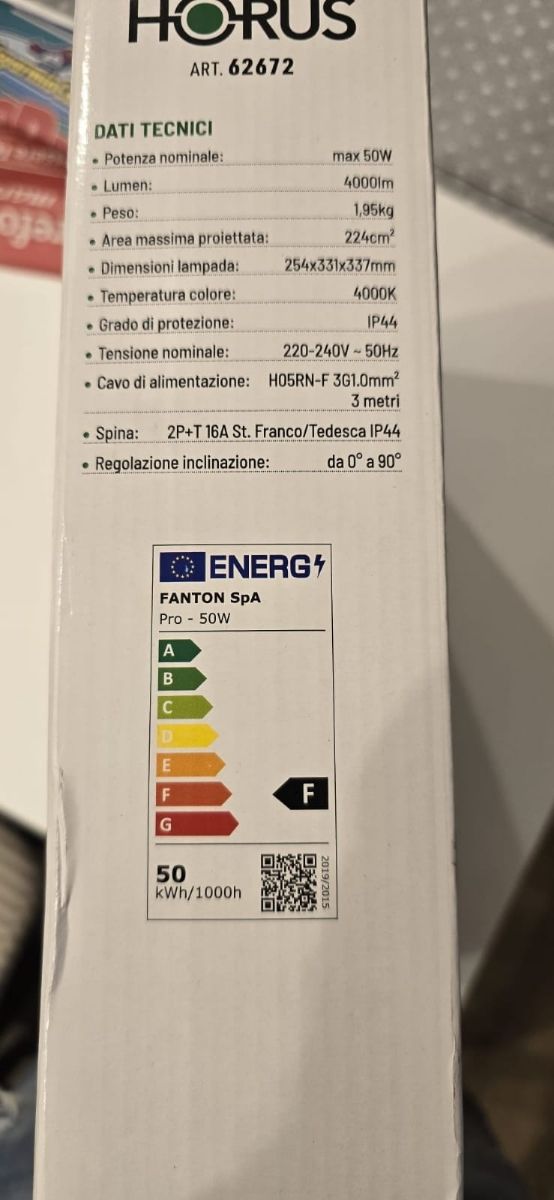 HORUS
ART. 62672
DATI TECNICI
• Potenza nominale: max 50W
• Lumen: 4000lm
• Peso: 1,95kg
• Area massima proiettata: 224cm²
• Dimensioni lampada: 254x331x337mm
• Temperatura colore: 4000K
• Grado di protezione: IP44
• Tensione nominale: 220-240V ~ 50Hz
• Cavo di alimentazione: H05RN-F 3G1.0mm²
3 metri
• Spina: 2P+T 16A St. Franco/Tedesca IP44
• Regolazione inclinazione: da 0° a 90°
ENERG
FANTON SpA
Pro - 50W
A
B
C
D
E
F
F
G
50
kWh/1000h
2019/2015